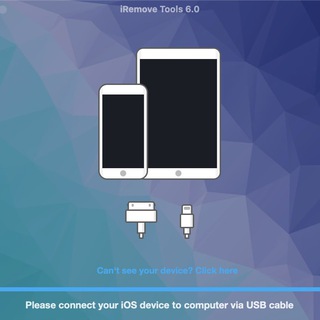 iRemove Tools 6.0
Can't see your device? Click here
Please connect your iOS device to computer via USB cable